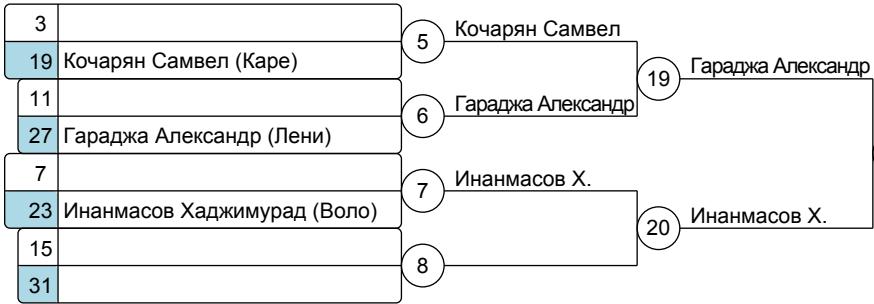 3
5 Кочарян Самвел
19 Кочарян Самвел (Каре)
19 Гараджа Александр
11
6 Гараджа Александр
27 Гараджа Александр (Лени)
7
7 Инанмасов Х.
23 Инанмасов Хаджимурад (Воло)
20 Инанмасов Х.
15
8
31